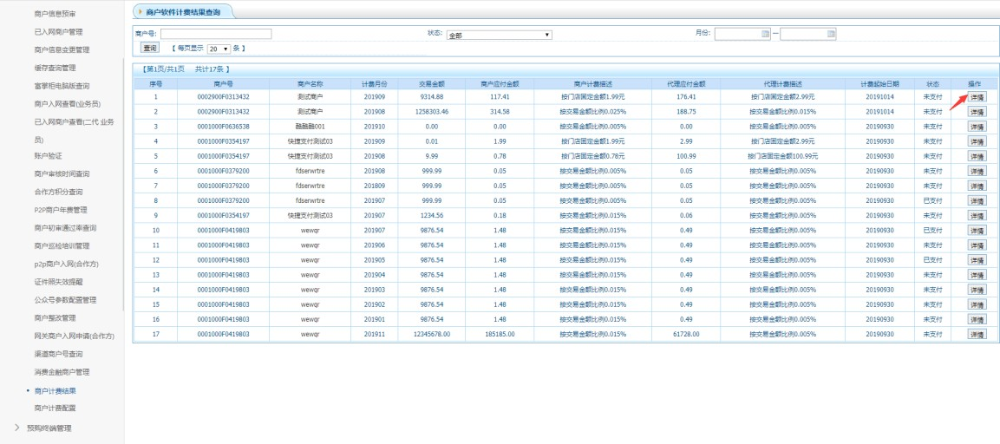 商户信息预审
已入网商户管理
商户信息变更管理
缓存查询管理
富掌柜电脑版查询
商户入网查看(业务员)
已入网商户查看(二代 业务
员)
账户验证
商户审核时间查询
合作方积分查询
P2P商户年费管理
商户初审通过率查询
商户巡检培训管理
p2p商户入网(合作方)
证件照失效提醒
公众号参数配置管理
商户整改管理
网关商户入网申请(合作方)
渠道商户号查询
消费金融商户管理
商户计费结果
商户计费配置
预购终端管理
商户软件计费结果查询
商户号: 状态: 全部 月份: —
查询 【 每页显示 20 条 】
【第1页/共1页 共计17条 】
序号 商户号 商户名称 计费月份 交易金额 商户应付金额 商户计费描述 代理应付金额 代理计费描述 计费起始日期 状态 操作
1 0002900F0313432 测试商户 201909 9314.88 117.41 按门店固定金额1.99元 176.41 按门店固定金额2.99元 20191014 未支付 详情
2 0002900F0313432 测试商户 201908 1258303.46 314.58 按交易金额比例0.025% 188.75 按交易金额比例0.015% 20191014 未支付 详情
3 0001000F0636538 酷酷酷001 201910 0.00 0.00 按交易金额比例0.005% 0.00 按交易金额比例0.005% 20190930 未支付 详情
4 0001000F0354197 快捷支付测试03 201909 0.01 1.99 按门店固定金额1.99元 2.99 按门店固定金额2.99元 20190930 未支付 详情
5 0001000F0354197 快捷支付测试03 201908 9.99 0.78 按门店固定金额0.78元 100.99 按门店固定金额100.99元 20190930 未支付 详情
6 0001000F0379200 fdserwrtre 201908 999.99 0.05 按交易金额比例0.005% 0.05 按交易金额比例0.005% 20190930 未支付 详情
7 0001000F0379200 fdserwrtre 201809 999.99 0.05 按交易金额比例0.005% 0.05 按交易金额比例0.005% 20190930 未支付 详情
8 0001000F0379200 fdserwrtre 201907 999.99 0.05 按交易金额比例0.005% 0.05 按交易金额比例0.005% 20190930 已支付 详情
9 0001000F0354197 快捷支付测试03 201907 1234.56 0.18 按交易金额比例0.015% 0.06 按交易金额比例0.005% 20190930 未支付 详情
10 0001000F0419803 wewqr 201907 9876.54 1.48 按交易金额比例0.015% 0.49 按交易金额比例0.005% 20190930 已支付 详情
11 0001000F0419803 wewqr 201906 9876.54 1.48 按交易金额比例0.015% 0.49 按交易金额比例0.005% 20190930 未支付 详情
12 0001000F0419803 wewqr 201905 9876.54 1.48 按交易金额比例0.015% 0.49 按交易金额比例0.005% 20190930 已支付 详情
13 0001000F0419803 wewqr 201904 9876.54 1.48 按交易金额比例0.015% 0.49 按交易金额比例0.005% 20190930 未支付 详情
14 0001000F0419803 wewqr 201903 9876.54 1.48 按交易金额比例0.015% 0.49 按交易金额比例0.005% 20190930 未支付 详情
15 0001000F0419803 wewqr 201902 9876.54 1.48 按交易金额比例0.015% 0.49 按交易金额比例0.005% 20190930 未支付 详情
16 0001000F0419803 wewqr 201901 9876.54 1.48 按交易金额比例0.015% 0.49 按交易金额比例0.005% 20190930 未支付 详情
17 0001000F0419803 wewqr 201911 12345678.00 185185.00 按交易金额比例0.015% 61728.00 按交易金额比例0.005% 20190930 未支付 详情